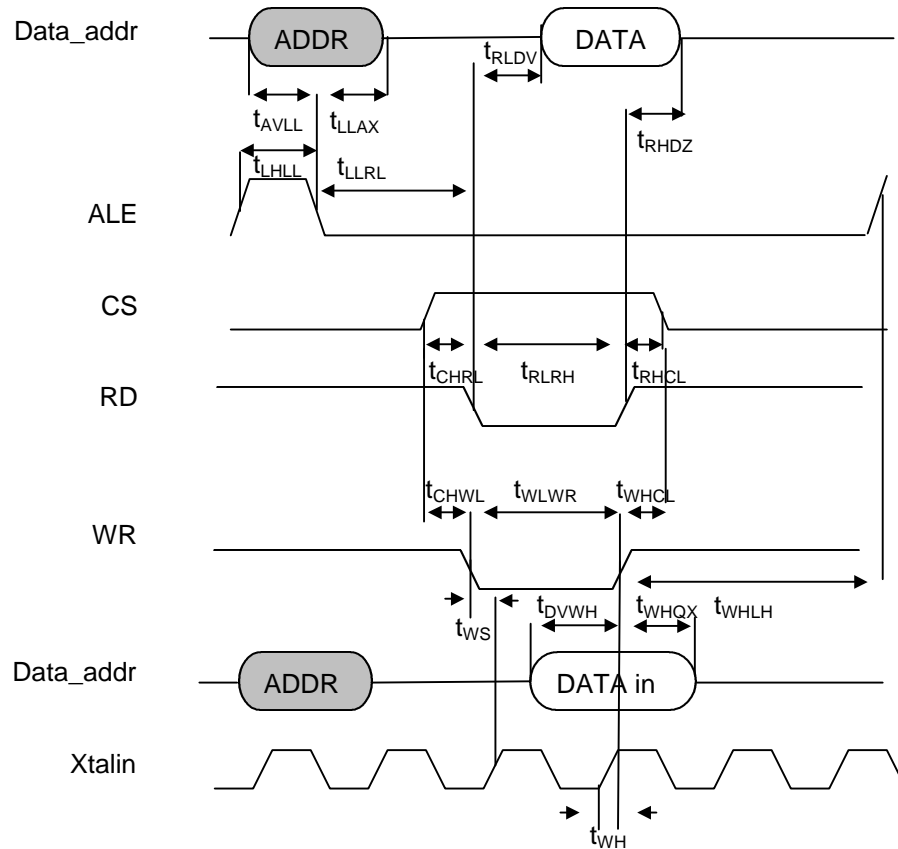 Data_addr
ADDR
DATA
tRLDV
tAVLL
tLLAX
tRHDZ
tLHLL
tLLRL
ALE
CS
tCHRL
tRLRH
tRHCL
RD
tCHWL
tWLWR
tWHCL
WR
tWS
tDVWH
tWHQX
tWHLH
Data_addr
ADDR
DATA in
Xtalin
tWH